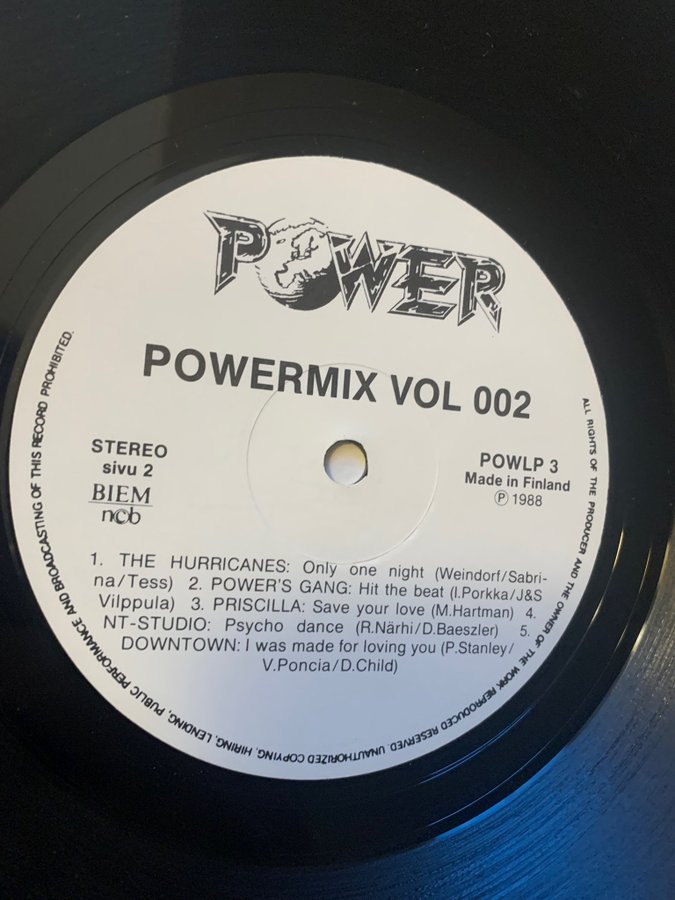 POWER
POWERMIX VOL 002
STEREO
sivu 2
BIEM
ncb
POWLP 3
Made in Finland
Ⓟ 1988
1. THE HURRICANES: Only one night (Weindorf/Sabri-
na/Tess) 2. POWER'S GANG: Hit the beat (I.Porkka/J&S
Vilppula) 3. PRISCILLA: Save your love (M.Hartman) 4.
NT-STUDIO: Psycho dance (R.Närhi/D.Baeszler) 5.
DOWNTOWN: I was made for loving you (P.Stanley/
V.Poncia/D.Child)
ALL RIGHTS OF THE PRODUCER AND THE OWNER OF THE WORK REPRODUCED RESERVED. UNAUTHORIZED COPYING, HIRING, LENDING, PUBLIC PERFORMANCE AND BROADCASTING OF THIS RECORD PROHIBITED.